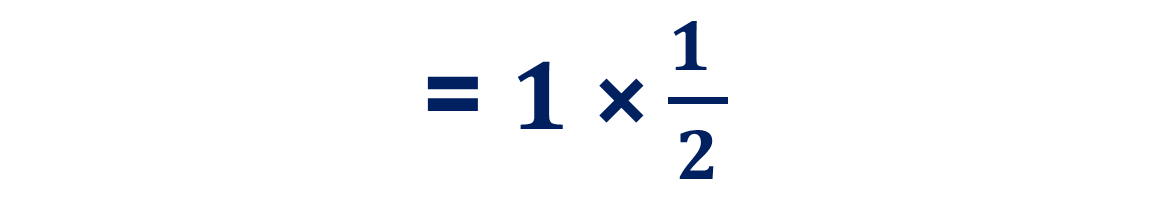 = 1 × 1/2